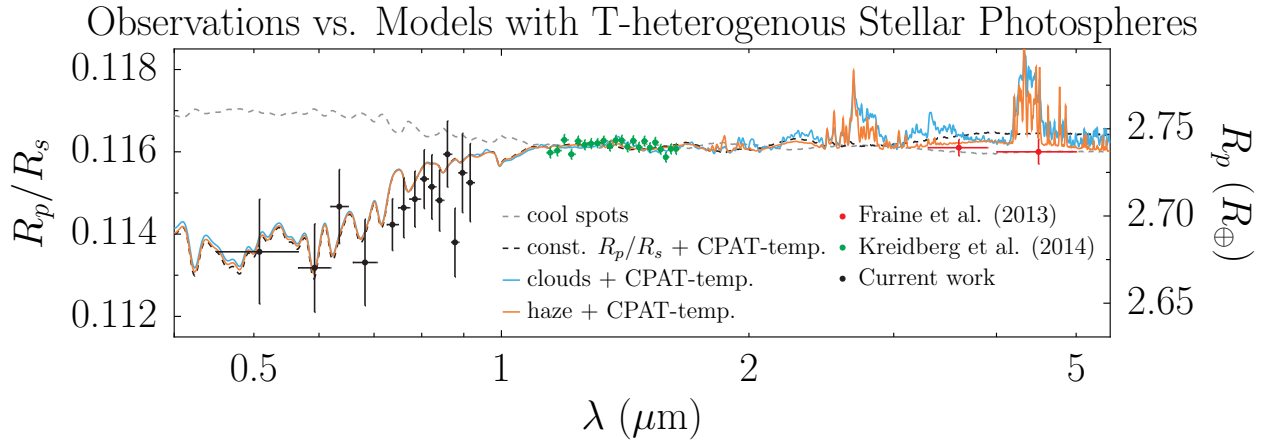 Observations vs. Models with T-heterogenous Stellar Photospheres
0.118
0.117
0.116
0.114
0.112
R_p/R_s
2.75
2.70
2.65
R_p (R_⊕)
cool spots
const. R_p/R_s + CPAT-temp.
clouds + CPAT-temp.
haze + CPAT-temp.
Fraine et al. (2013)
Kreidberg et al. (2014)
Current work
0.5 1 2 5
λ (μm)